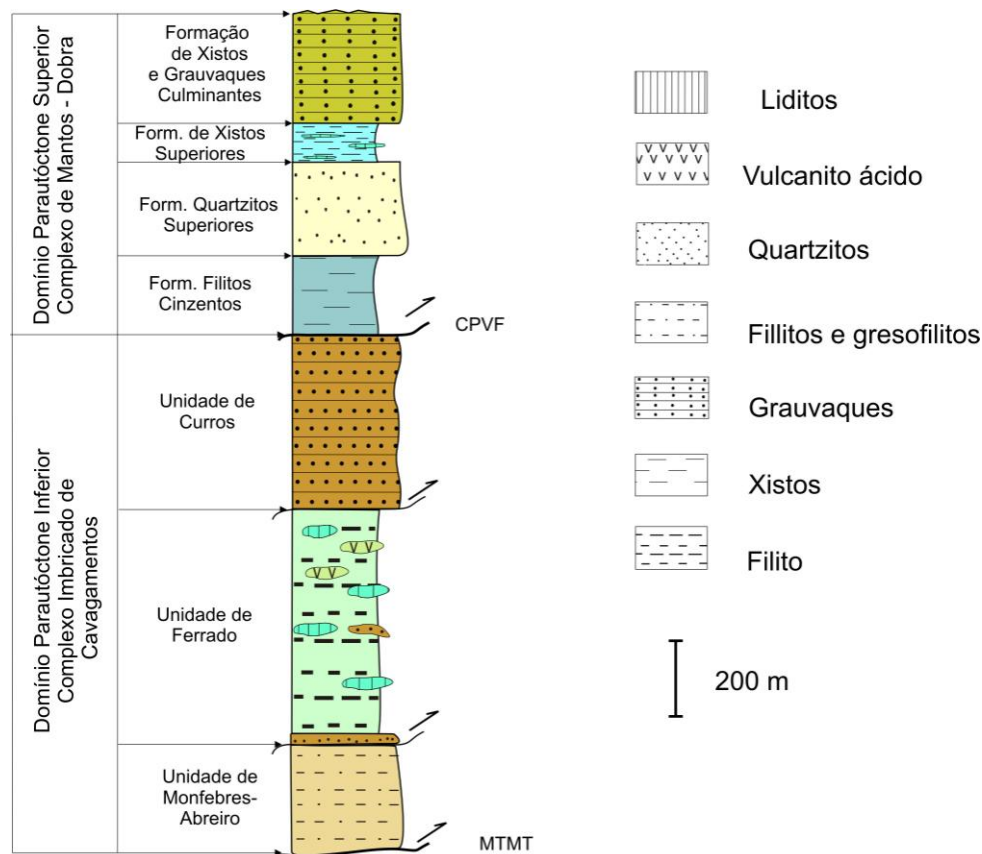 Domínio Parautóctone Superior
Complexo de Mantos - Dobra
Formação
de Xistos
e Grauvaques
Culminantes
Form. de Xistos
Superiores
Form. Quartzitos
Superiores
Form. Filitos
Cinzentos
CPVF
Domínio Parautóctone Inferior
Complexo Imbricado de
Cavagamentos
Unidade de
Curros
Unidade de
Ferrado
Unidade de
Monfebres-
Abreiro
MTMT
Liditos
Vulcanito ácido
Quartzitos
Fillitos e gresofilitos
Grauvaques
Xistos
Filito
200 m